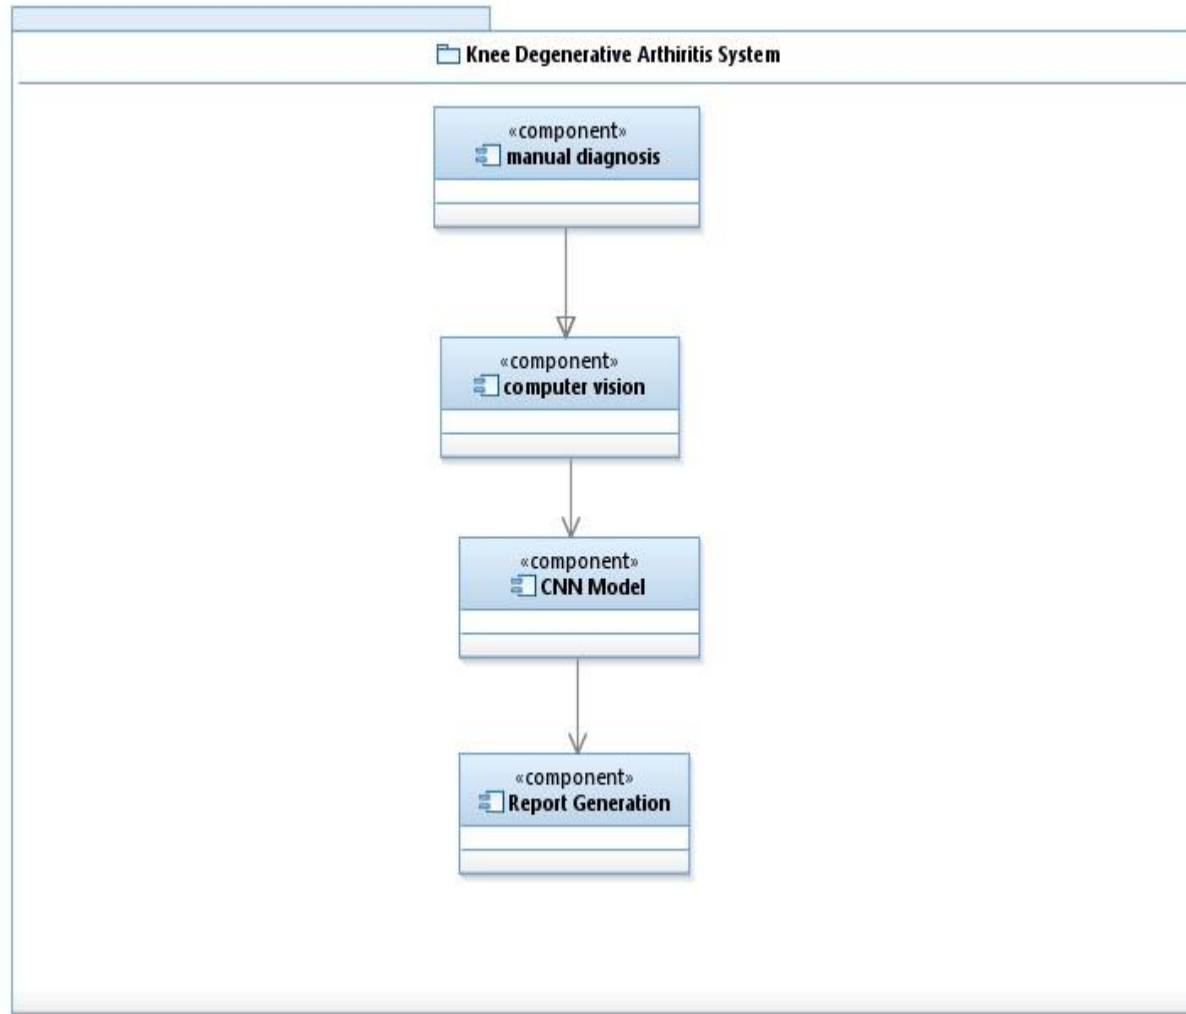 Knee Degenerative Arthiritis System
«component»
manual diagnosis
«component»
computer vision
«component»
CNN Model
«component»
Report Generation